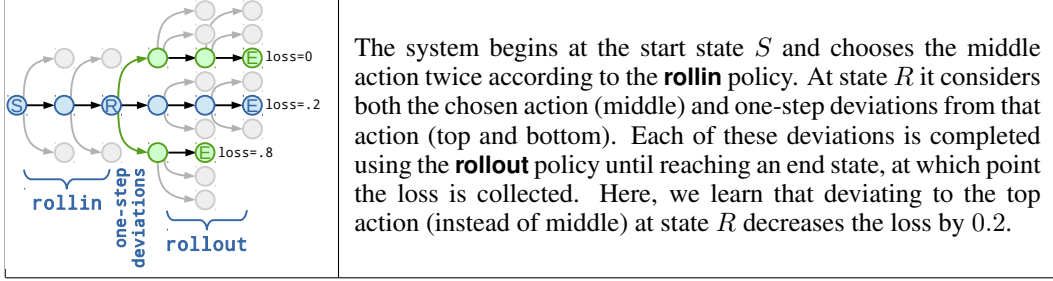 S
R
E
loss=0
E
loss=.2
E
loss=.8
rollin
one-step
deviations
rollout
The system begins at the start state S and chooses the middle
action twice according to the rollin policy. At state R it considers
both the chosen action (middle) and one-step deviations from that
action (top and bottom). Each of these deviations is completed
using the rollout policy until reaching an end state, at which point
the loss is collected. Here, we learn that deviating to the top
action (instead of middle) at state R decreases the loss by 0.2.